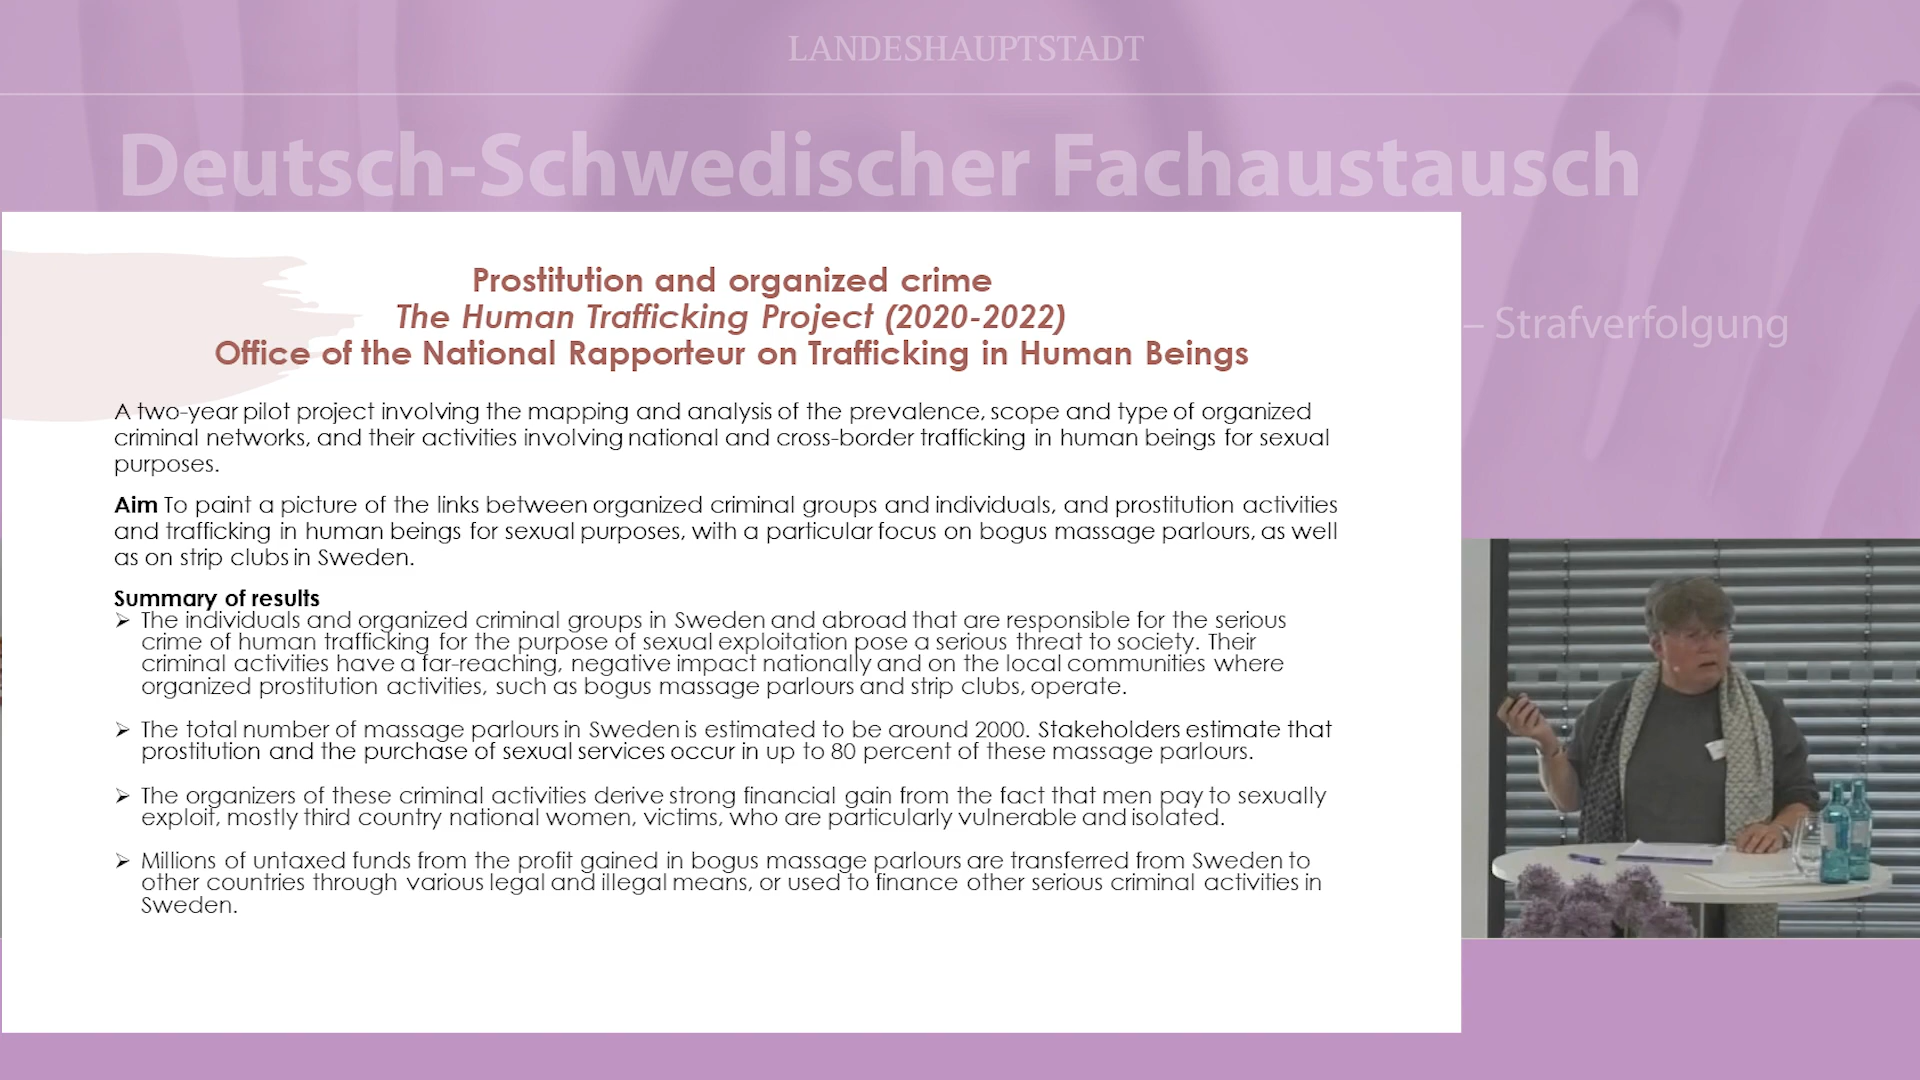 LANDESHAUPTSTADT
Deutsch-Schwedischer Fachaustausch
– Strafverfolgung
Prostitution and organized crime
The Human Trafficking Project (2020-2022)
Office of the National Rapporteur on Trafficking in Human Beings
A two-year pilot project involving the mapping and analysis of the prevalence, scope and type of organized
criminal networks, and their activities involving national and cross-border trafficking in human beings for sexual
purposes.
Aim To paint a picture of the links between organized criminal groups and individuals, and prostitution activities
and trafficking in human beings for sexual purposes, with a particular focus on bogus massage parlours, as well
as on strip clubs in Sweden.
Summary of results
➢ The individuals and organized criminal groups in Sweden and abroad that are responsible for the serious
crime of human trafficking for the purpose of sexual exploitation pose a serious threat to society. Their
criminal activities have a far-reaching, negative impact nationally and on the local communities where
organized prostitution activities, such as bogus massage parlours and strip clubs, operate.
➢ The total number of massage parlours in Sweden is estimated to be around 2000. Stakeholders estimate that
prostitution and the purchase of sexual services occur in up to 80 percent of these massage parlours.
➢ The organizers of these criminal activities derive strong financial gain from the fact that men pay to sexually
exploit, mostly third country national women, victims, who are particularly vulnerable and isolated.
➢ Millions of untaxed funds from the profit gained in bogus massage parlours are transferred from Sweden to
other countries through various legal and illegal means, or used to finance other serious criminal activities in
Sweden.